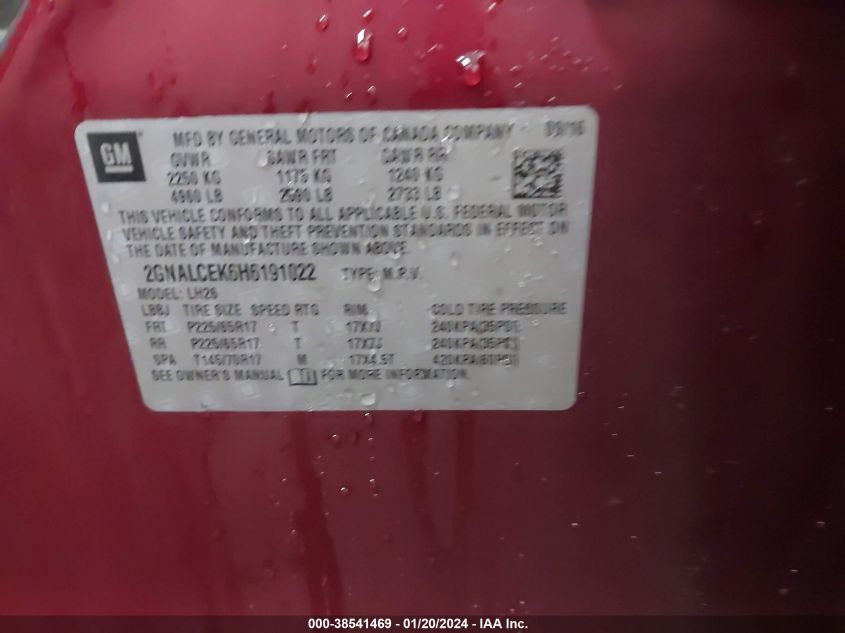 GM
MFD BY GENERAL MOTORS OF CANADA COMPANY 09/16
GVWR GAWR FRT GAWR RR
2250 KG 1175 KG 1240 KG
4960 LB 2590 LB 2733 LB
THIS VEHICLE CONFORMS TO ALL APPLICABLE U.S. FEDERAL MOTOR
VEHICLE SAFETY AND THEFT PREVENTION STANDARDS IN EFFECT ON
THE DATE OF MANUFACTURE SHOWN ABOVE.
2GNALCEK6H6191022 TYPE: M.P.V.
MODEL: LH26
LBBJ TIRE SIZE SPEED RTG RIM COLD TIRE PRESSURE
FRT P225/65R17 T 17X7J 240KPA(35PSI)
RR P225/65R17 T 17X7J 240KPA(35PSI)
SPA T145/70R17 M 17X4.5T 420KPA(61PSI)
SEE OWNER'S MANUAL FOR MORE INFORMATION.
000-38541469 - 01/20/2024 - IAA Inc.